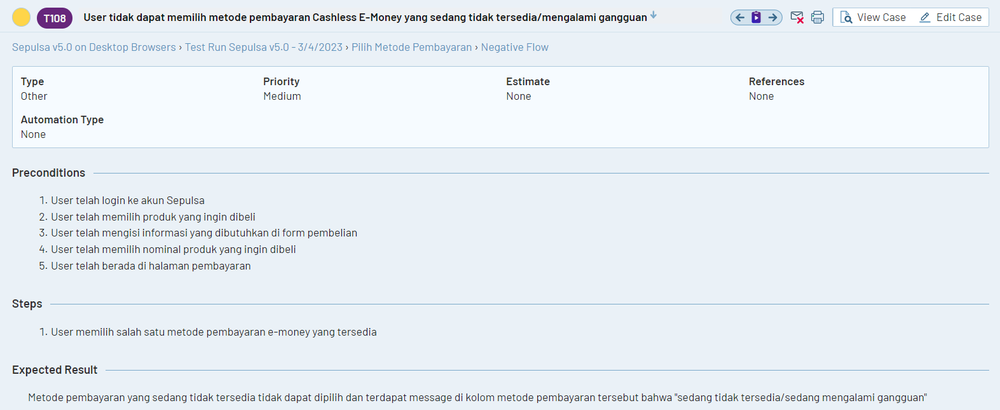 T108 User tidak dapat memilih metode pembayaran Cashless E-Money yang sedang tidak tersedia/mengalami gangguan View Case Edit Case
Sepulsa v5.0 on Desktop Browsers › Test Run Sepulsa v5.0 - 3/4/2023 › Pilih Metode Pembayaran › Negative Flow
Type Priority Estimate References
Other Medium None None
Automation Type
None
Preconditions
1. User telah login ke akun Sepulsa
2. User telah memilih produk yang ingin dibeli
3. User telah mengisi informasi yang dibutuhkan di form pembelian
4. User telah memilih nominal produk yang ingin dibeli
5. User telah berada di halaman pembayaran
Steps
1. User memilih salah satu metode pembayaran e-money yang tersedia
Expected Result
Metode pembayaran yang sedang tidak tersedia tidak dapat dipilih dan terdapat message di kolom metode pembayaran tersebut bahwa "sedang tidak tersedia/sedang mengalami gangguan"